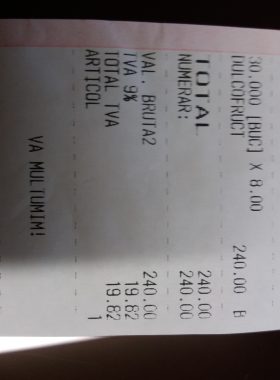 30.000 [BUC] X 8.00
DULCOFRUCT 240.00 B
TOTAL 240.00
NUMERAR: 240.00
VAL. BRUTA2 240.00
TVA 9% 19.82
TOTAL TVA 19.82
ARTICOL 1
VA MULTUMIM!